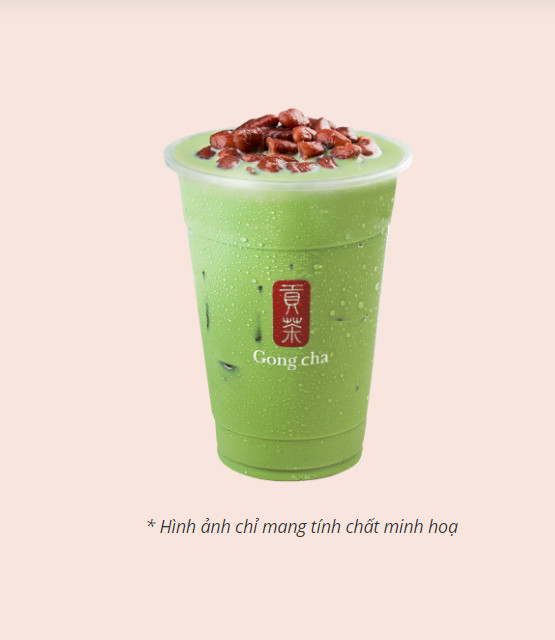 貢
茶
Gong cha
* Hình ảnh chỉ mang tính chất minh hoạ